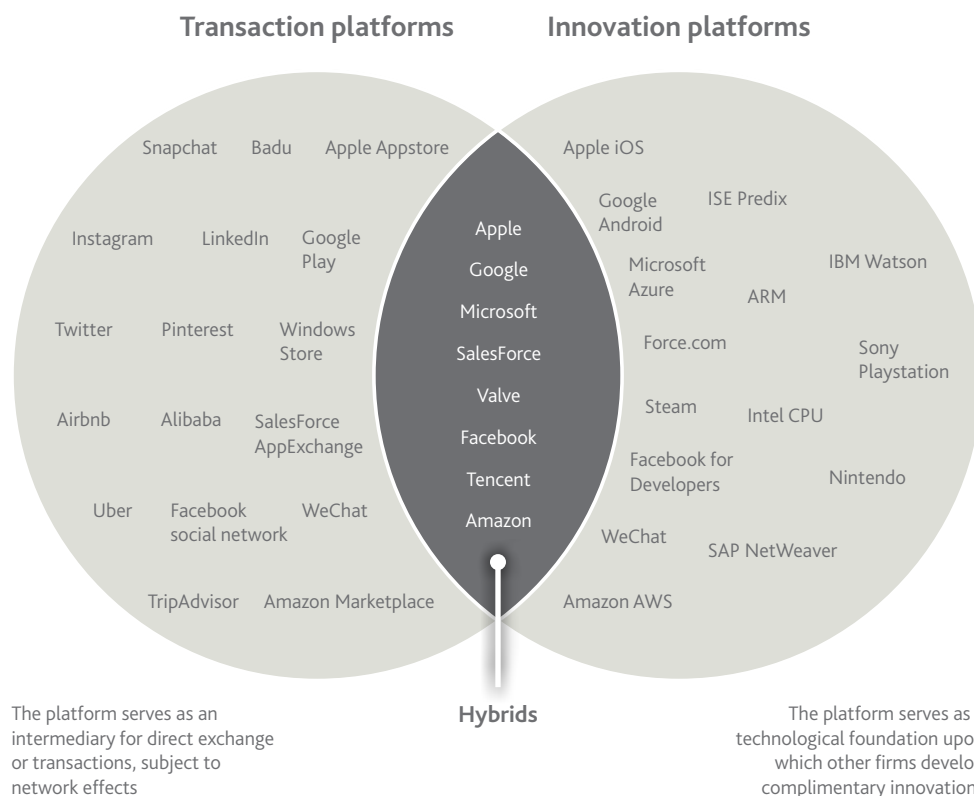 Transaction platforms
Innovation platforms
Snapchat
Badu
Apple Appstore
Instagram
LinkedIn
Google
Play
Twitter
Pinterest
Windows
Store
Airbnb
Alibaba
SalesForce
AppExchange
Uber
Facebook
social network
WeChat
TripAdvisor
Amazon Marketplace
Apple
Google
Microsoft
SalesForce
Valve
Facebook
Tencent
Amazon
Apple iOS
Google
Android
ISE Predix
Microsoft
Azure
IBM Watson
ARM
Force.com
Sony
Playstation
Steam
Intel CPU
Facebook for
Developers
Nintendo
WeChat
SAP NetWeaver
Amazon AWS
The platform serves as an
intermediary for direct exchange
or transactions, subject to
network effects
Hybrids
The platform serves as
technological foundation upo
which other firms develo
complimentary innovation